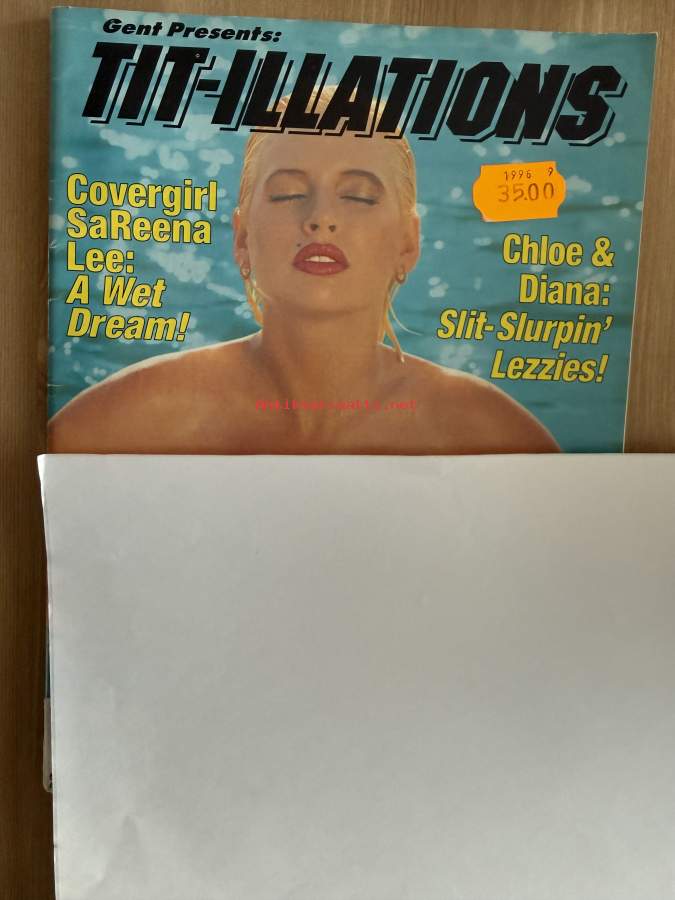 Gent Presents:
TIT-ILLATIONS
1996 9
35.00
Covergirl
SaReena
Lee:
A Wet
Dream!
Chloe &
Diana:
Slit-Slurpin'
Lezzies!